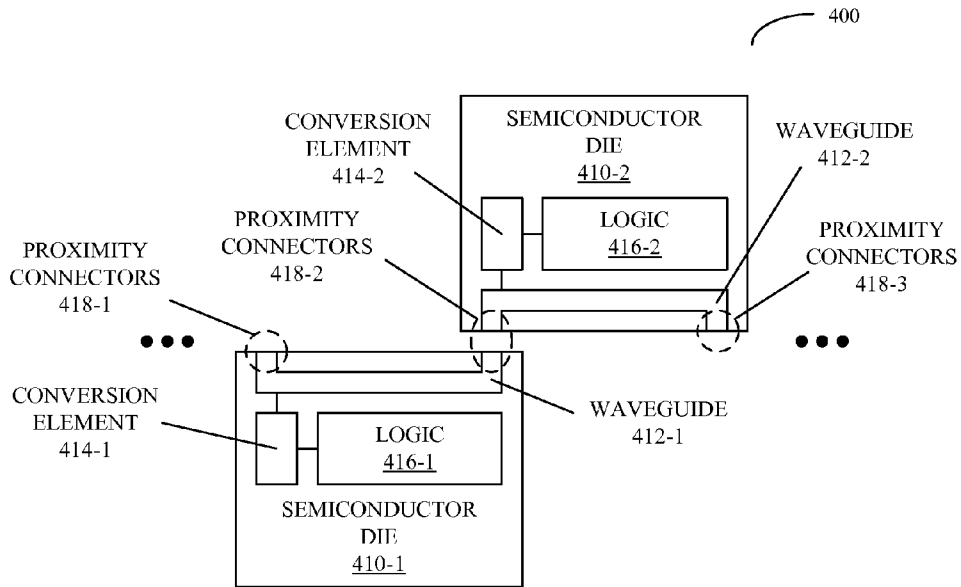 400
CONVERSION
ELEMENT
414-2
SEMICONDUCTOR
DIE
410-2
WAVEGUIDE
412-2
PROXIMITY
CONNECTORS
418-1
PROXIMITY
CONNECTORS
418-2
LOGIC
416-2
PROXIMITY
CONNECTORS
418-3
CONVERSION
ELEMENT
414-1
LOGIC
416-1
WAVEGUIDE
412-1
SEMICONDUCTOR
DIE
410-1